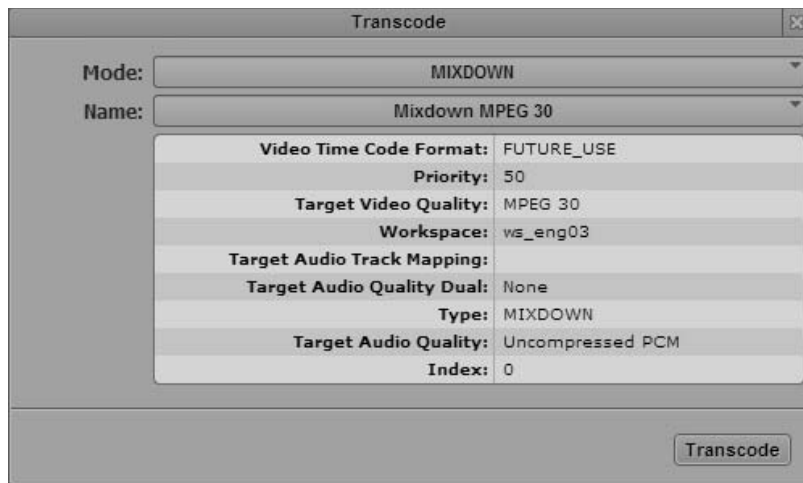 Transcode
Mode: MIXDOWN
Name: Mixdown MPEG 30
Video Time Code Format: FUTURE_USE
Priority: 50
Target Video Quality: MPEG 30
Workspace: ws_eng03
Target Audio Track Mapping:
Target Audio Quality Dual: None
Type: MIXDOWN
Target Audio Quality: Uncompressed PCM
Index: 0
Transcode